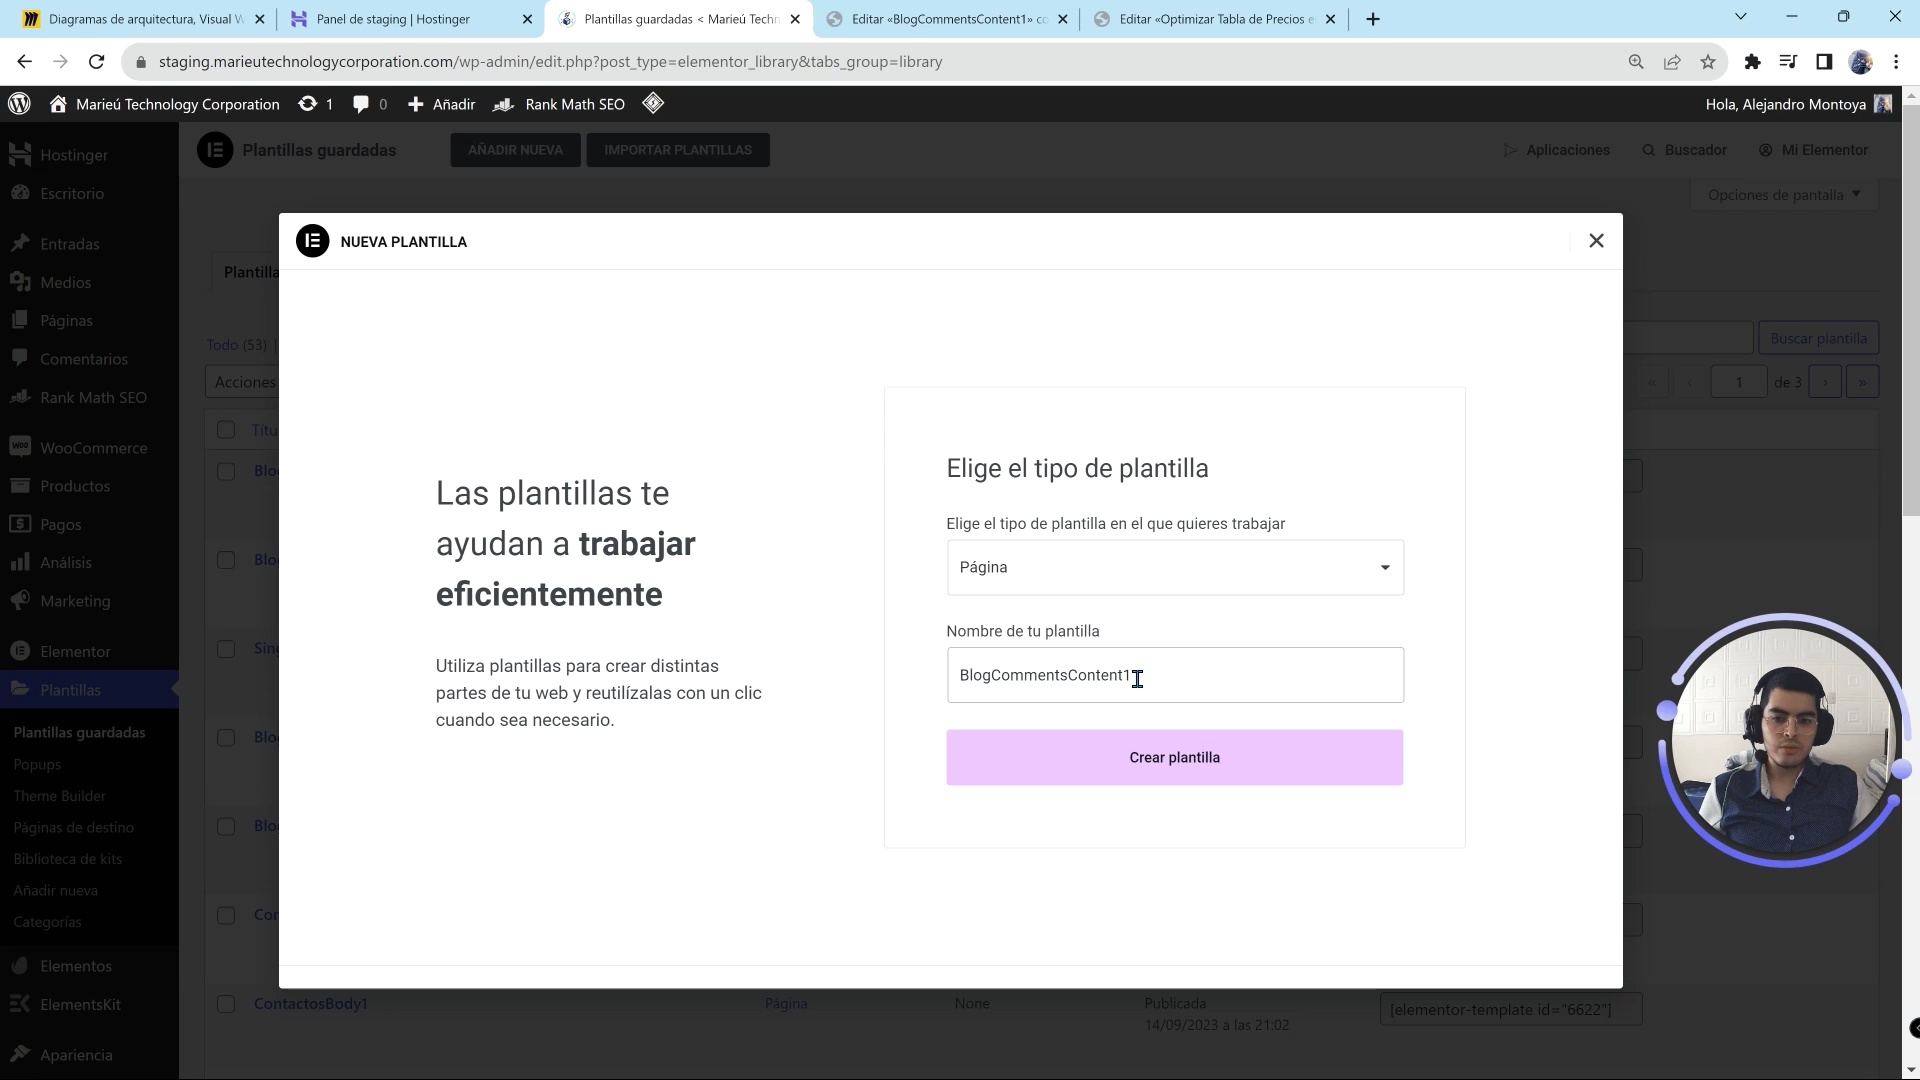 Diagramas de arquitectura, Visual W
Panel de staging | Hostinger
Plantillas guardadas < Marieú Techn
Editar «BlogCommentsContent1» co
Editar «Optimizar Tabla de Precios e
staging.marieutechnologycorporation.com/wp-admin/edit.php?post_type=elementor_library&tabs_group=library
Marieú Technology Corporation
1
0
Añadir
Rank Math SEO
Hola, Alejandro Montoya
Hostinger
Escritorio
Entradas
Medios
Páginas
Comentarios
Rank Math SEO
WooCommerce
Productos
Pagos
Análisis
Marketing
Elementor
Plantillas
Plantillas guardadas
Popups
Theme Builder
Páginas de destino
Biblioteca de kits
Añadir nueva
Categorías
Elementos
ElementsKit
Apariencia
Plantillas guardadas
AÑADIR NUEVA
IMPORTAR PLANTILLAS
Aplicaciones
Buscador
Mi Elementor
Opciones de pantalla
Plantilla
Todo (53) |
Buscar plantilla
Acciones
« ‹ 1 de 3 › »
Títu
Blo
Blo
Sin
Blo
Blo
Cor
NUEVA PLANTILLA
Las plantillas te
ayudan a trabajar
eficientemente
Utiliza plantillas para crear distintas
partes de tu web y reutilízalas con un clic
cuando sea necesario.
Elige el tipo de plantilla
Elige el tipo de plantilla en el que quieres trabajar
Página
Nombre de tu plantilla
BlogCommentsContent1
Crear plantilla
ContactosBody1
Página
None
Publicada
14/09/2023 a las 21:02
[elementor-template id="6622"]